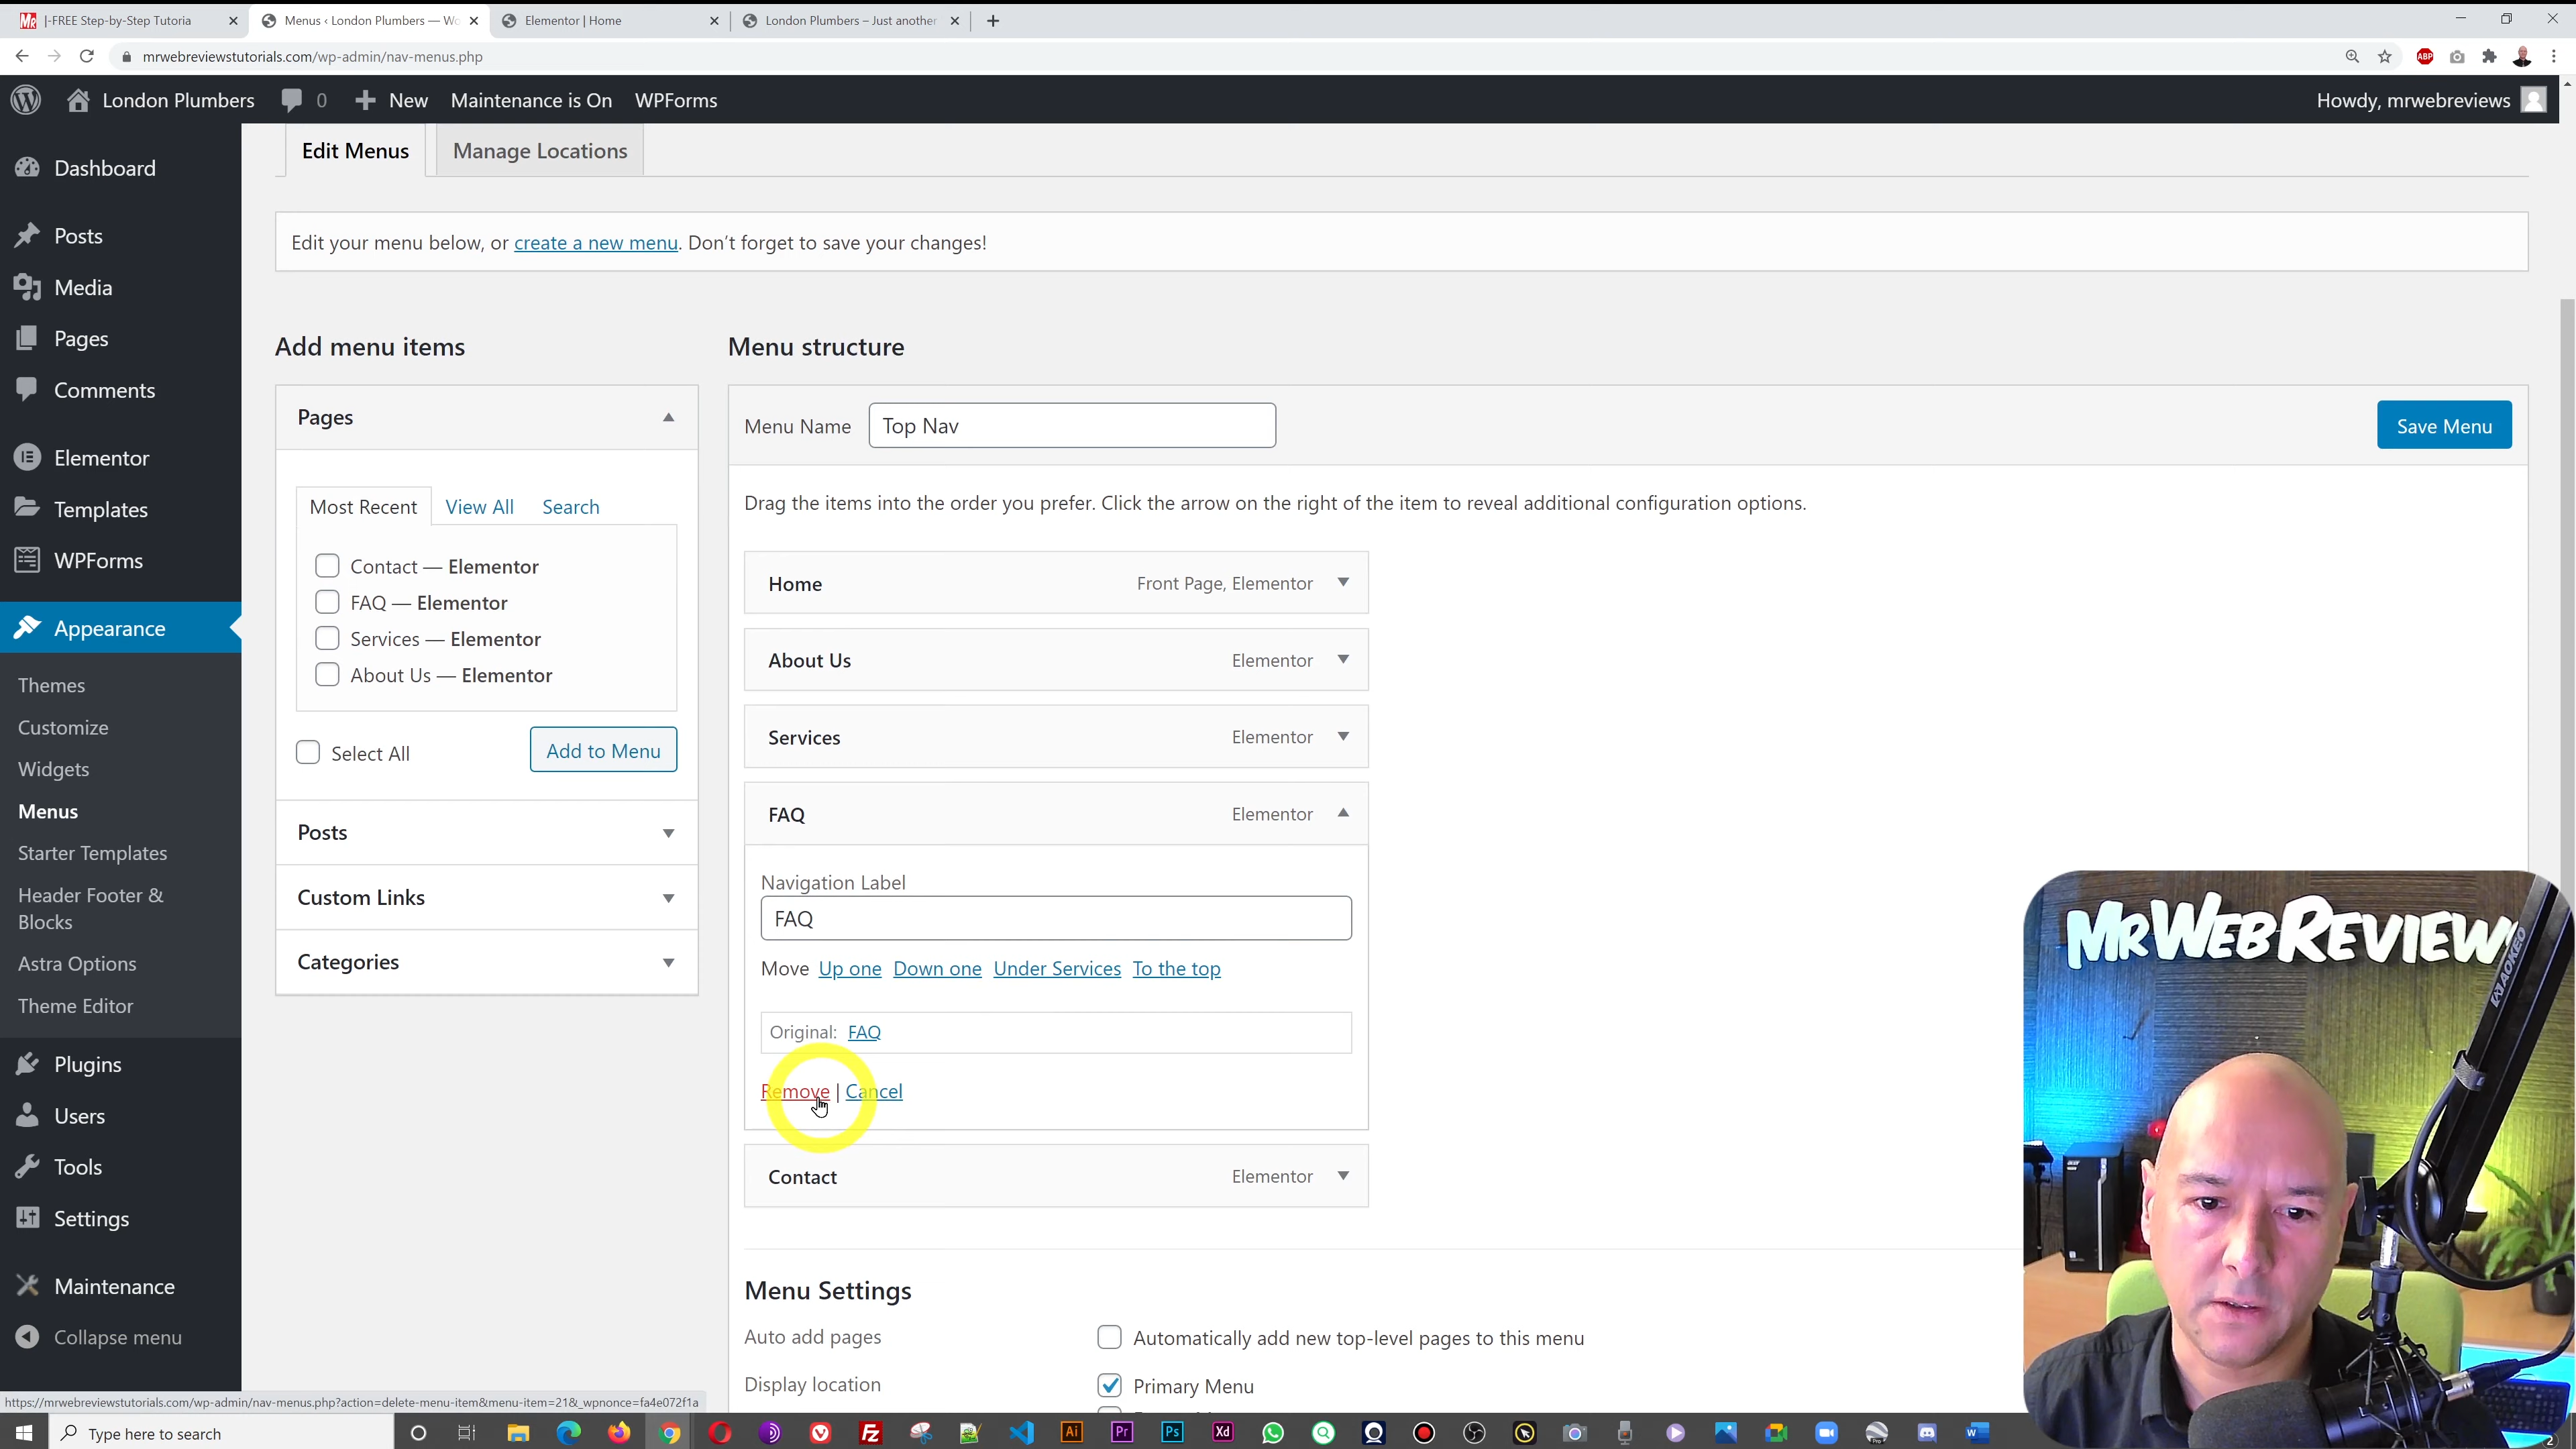 |-FREE Step-by-Step Tutoria
Menus ‹ London Plumbers — Wo
Elementor | Home
London Plumbers – Just another
mrwebreviewstutorials.com/wp-admin/nav-menus.php
ABP
London Plumbers
0
New
Maintenance is On
WPForms
Howdy, mrwebreviews
Dashboard
Posts
Media
Pages
Comments
Elementor
Templates
WPForms
Appearance
Themes
Customize
Widgets
Menus
Starter Templates
Header Footer &
Blocks
Astra Options
Theme Editor
Plugins
Users
Tools
Settings
Maintenance
Collapse menu
Edit Menus
Manage Locations
Edit your menu below, or create a new menu. Don’t forget to save your changes!
Add menu items
Pages
Most Recent
View All
Search
Contact — Elementor
FAQ — Elementor
Services — Elementor
About Us — Elementor
Select All
Add to Menu
Posts
Custom Links
Categories
Menu structure
Menu Name
Top Nav
Save Menu
Drag the items into the order you prefer. Click the arrow on the right of the item to reveal additional configuration options.
Home
Front Page, Elementor
About Us
Elementor
Services
Elementor
FAQ
Elementor
Navigation Label
FAQ
Move Up one Down one Under Services To the top
Original: FAQ
Remove | Cancel
Contact
Elementor
Menu Settings
Auto add pages
Automatically add new top-level pages to this menu
Display location
Primary Menu
MRWEBREVIEW
MAONO
https://mrwebreviewstutorials.com/wp-admin/nav-menus.php?action=delete-menu-item&menu-item=21&_wpnonce=fa4e072f1a
Type here to search
Ai
Pr
Ps
Xd